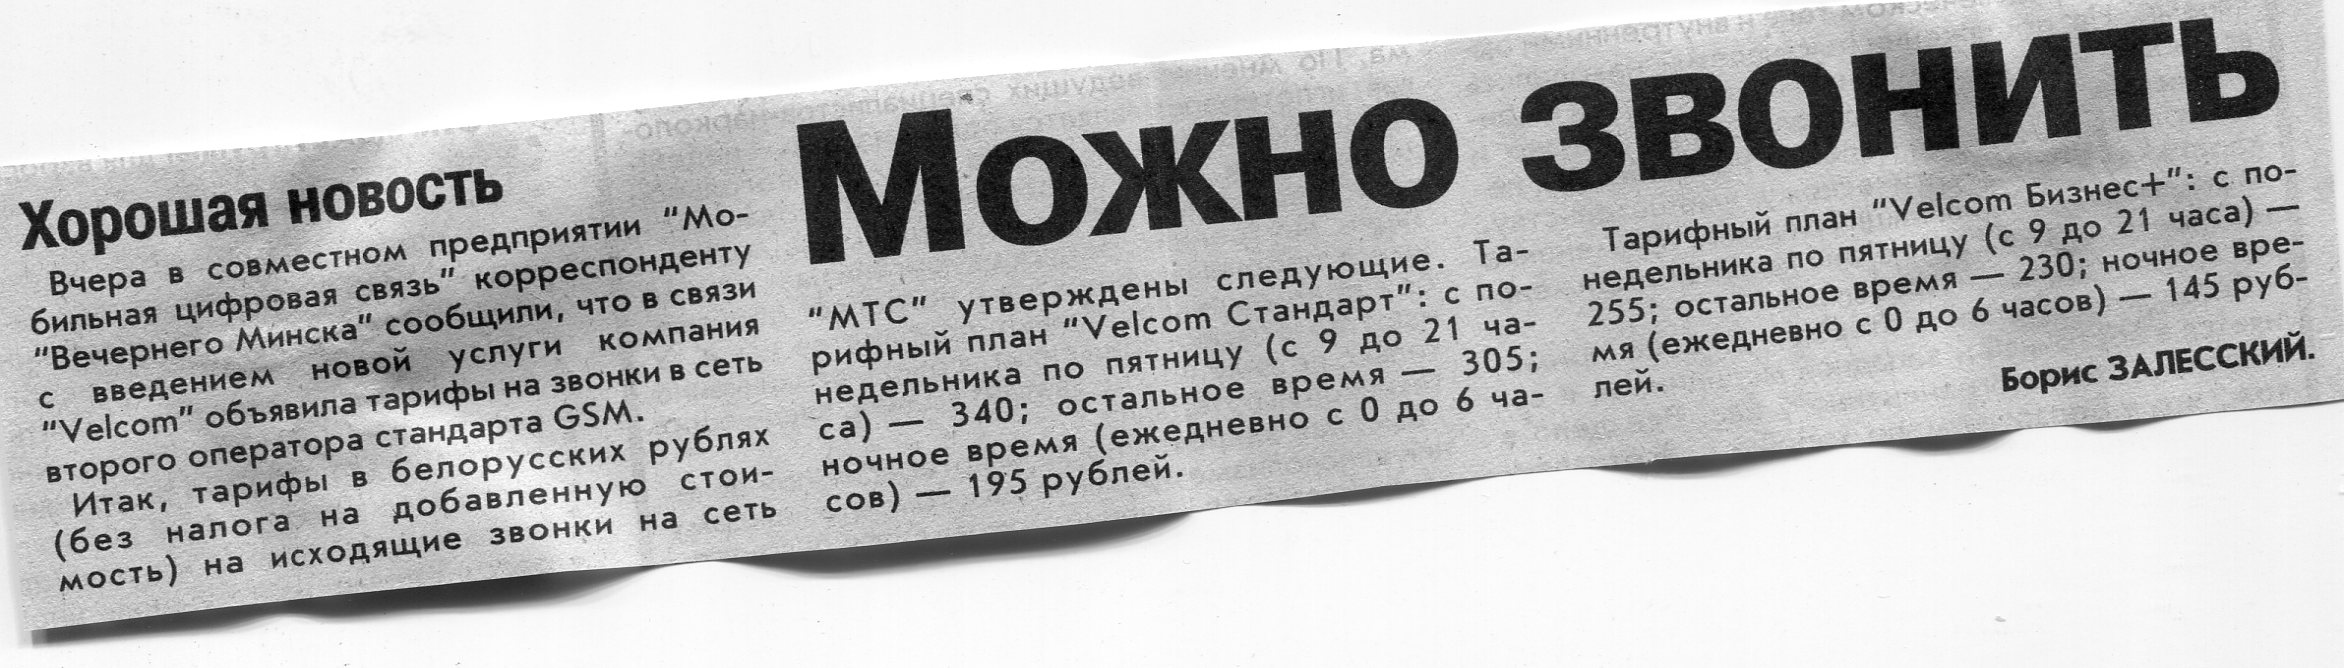 Хорошая новость
Можно звонить
Вчера в совместном предприятии "Мо-
бильная цифровая связь" корреспонденту
"Вечернего Минска" сообщили, что в связи
с введением новой услуги компания
"Velcom" объявила тарифы на звонки в сеть
второго оператора стандарта GSM.
Итак, тарифы в белорусских рублях
(без налога на добавленную стои-
мость) на исходящие звонки на сеть
"МТС" утверждены следующие. Та-
рифный план "Velcom Стандарт": с по-
недельника по пятницу (с 9 до 21 ча-
са) — 340; остальное время — 305;
ночное время (ежедневно с 0 до 6 ча-
сов) — 195 рублей.
Тарифный план "Velcom Бизнес+": с по-
недельника по пятницу (с 9 до 21 часа) —
255; остальное время — 230; ночное вре-
мя (ежедневно с 0 до 6 часов) — 145 руб-
лей.
Борис ЗАЛЕССКИЙ.